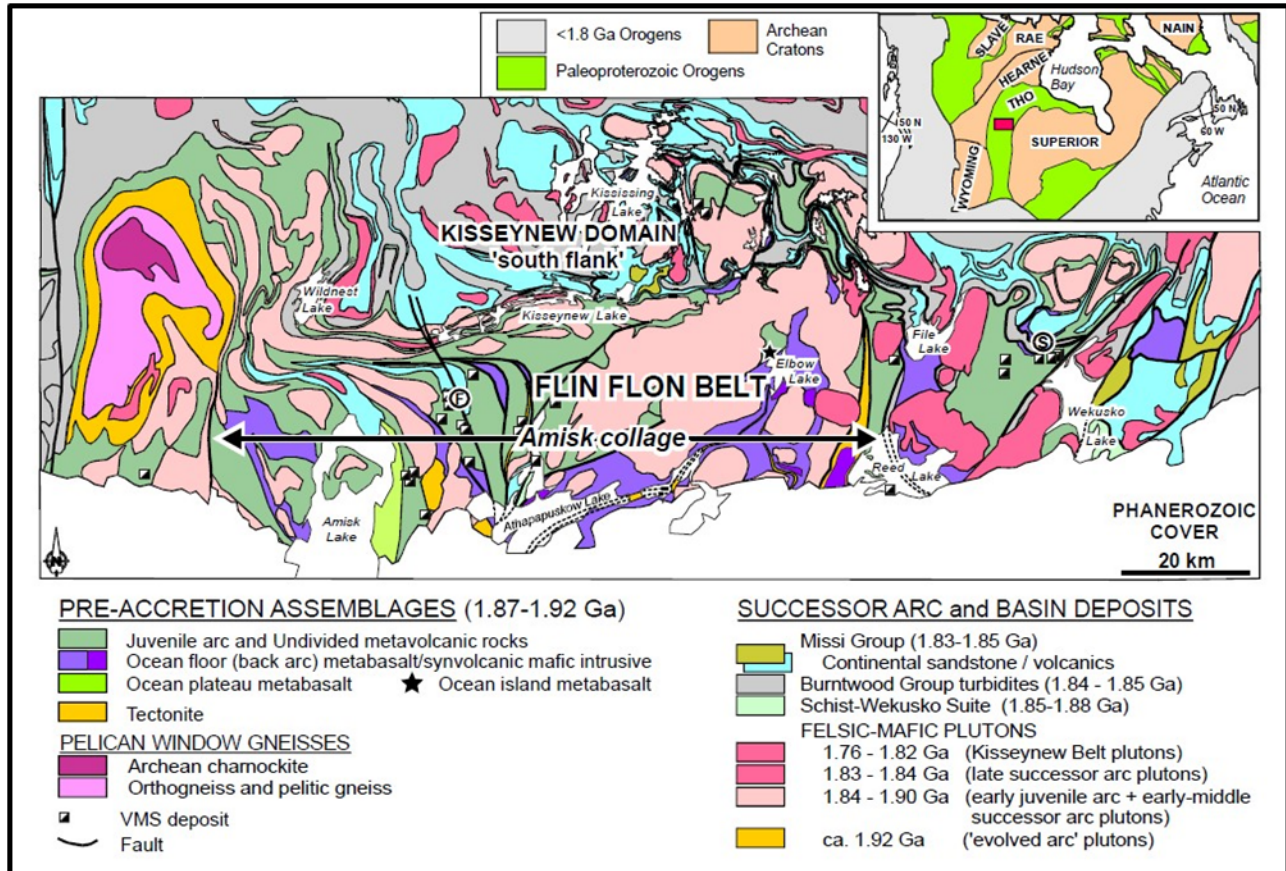 <1.8 Ga Orogens
Archean
Cratons
Paleoproterozoic Orogens
SLAVE
RAE
NAIN
HEARNE
Hudson
Bay
THO
SUPERIOR
WYOMING
50 N
130 W
50 N
60 W
Atlantic
Ocean
Kississing
Lake
KISSEYNEW DOMAIN
'south flank'
Wildnest
Lake
Kisseynew Lake
File
Lake
S
Elbow
Lake
F
FLIN FLON BELT
Amisk collage
Wekusko
Lake
Reed
Lake
Athapapuskow Lake
Amisk
Lake
N
PHANEROZOIC
COVER
20 km
PRE-ACCRETION ASSEMBLAGES (1.87-1.92 Ga)
Juvenile arc and Undivided metavolcanic rocks
Ocean floor (back arc) metabasalt/synvolcanic mafic intrusive
Ocean plateau metabasalt
Ocean island metabasalt
Tectonite
PELICAN WINDOW GNEISSES
Archean charnockite
Orthogneiss and pelitic gneiss
VMS deposit
Fault
SUCCESSOR ARC and BASIN DEPOSITS
Missi Group (1.83-1.85 Ga)
Continental sandstone / volcanics
Burntwood Group turbidites (1.84 - 1.85 Ga)
Schist-Wekusko Suite (1.85-1.88 Ga)
FELSIC-MAFIC PLUTONS
1.76 - 1.82 Ga (Kisseynew Belt plutons)
1.83 - 1.84 Ga (late successor arc plutons)
1.84 - 1.90 Ga (early juvenile arc + early-middle
successor arc plutons)
ca. 1.92 Ga ('evolved arc' plutons)